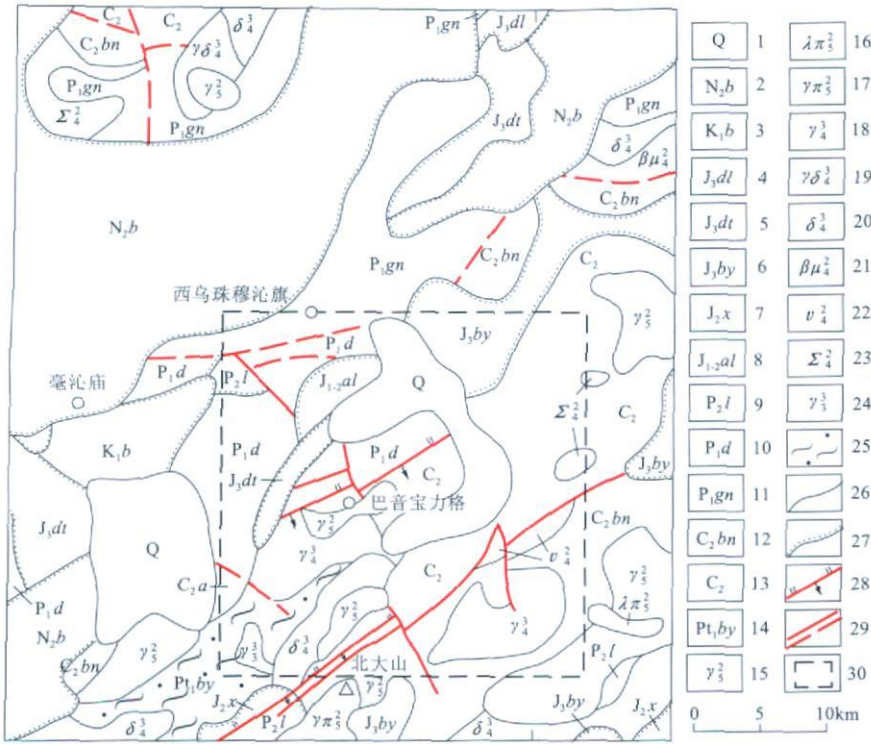 C₂ C₂ δ₄³ P₁gn J₃dl
C₂bn γδ₄³
P₁gn γ₅² N₂b P₁gn
Σ₄² P₁gn J₃dt δ₄³ βμ₄²
C₂bn
N₂b
P₁gn C₂bn C₂
西乌珠穆沁旗
J₃by γ₅²
P₁d
毫沁庙 P₁d P₂l J₁₋₂al Q
Σ₄² C₂
K₁b P₁d P₁d
J₃dt C₂ J₃by
巴音宝力格
γ₅² C₂bn
J₃dt Q γ₄³
υ₄²
C₂a C₂ γ₅²
P₁d λπ₅²
N₂b γ₄³
γ₅² γ₃³ δ₄³ P₂l
C₂bn Pt₁by 北大山
J₂x γ₅²
δ₄³ P₂l γπ₅² J₃by δ₄³ J₃by J₂x
Q 1
N₂b 2
K₁b 3
J₃dl 4
J₃dt 5
J₃by 6
J₂x 7
J₁₋₂al 8
P₂l 9
P₁d 10
P₁gn 11
C₂bn 12
C₂ 13
Pt₁by 14
γ₅² 15
λπ₅² 16
γπ₅² 17
γ₄³ 18
γδ₄³ 19
δ₄³ 20
βμ₄² 21
υ₄² 22
Σ₄² 23
γ₃³ 24
25
26
27
28
29
30
0 5 10km